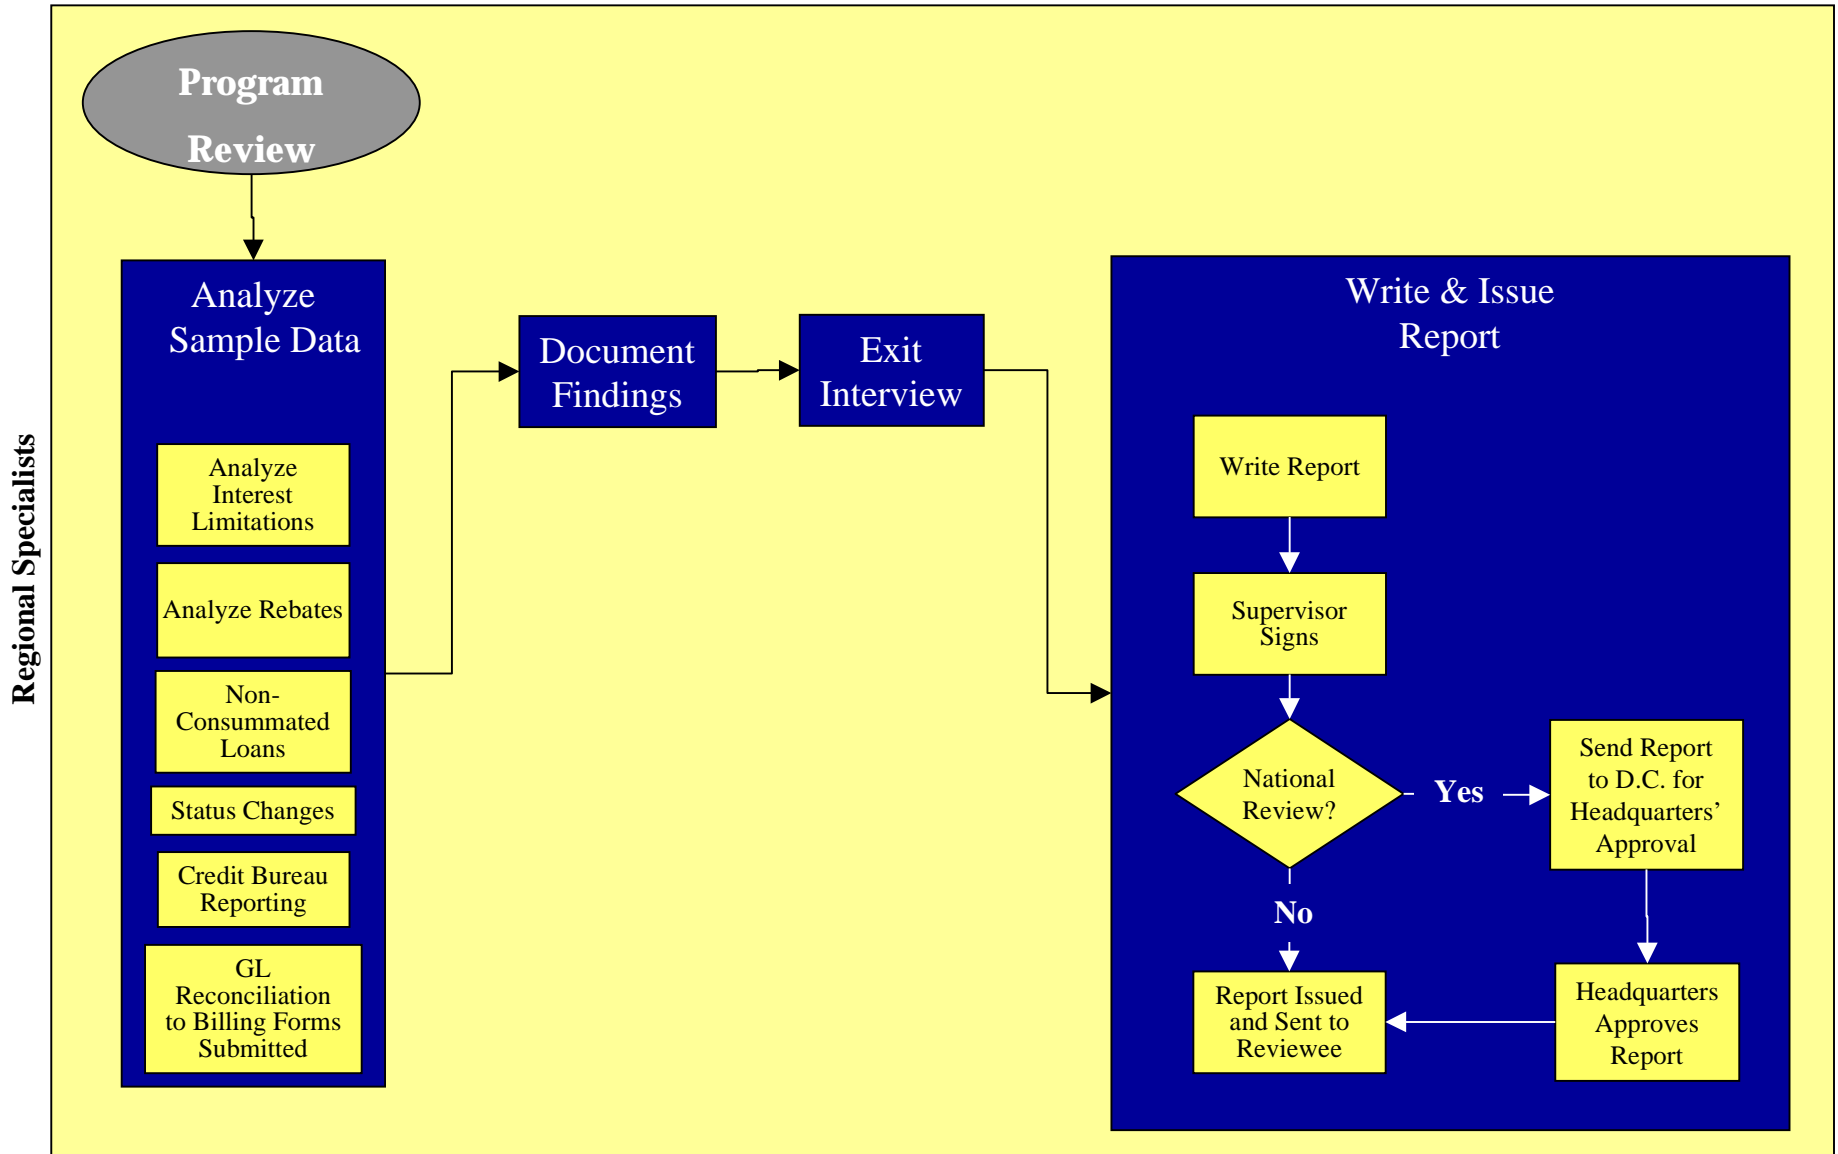 Regional Specialists
Program
Review
Analyze
Sample Data
Analyze
Interest
Limitations
Analyze Rebates
Non-
Consummated
Loans
Status Changes
Credit Bureau
Reporting
GL
Reconciliation
to Billing Forms
Submitted
Document
Findings
Exit
Interview
Write & Issue
Report
Write Report
Supervisor
Signs
National
Review?
Yes
Send Report
to D.C. for
Headquarters’
Approval
No
Report Issued
and Sent to
Reviewee
Headquarters
Approves
Report